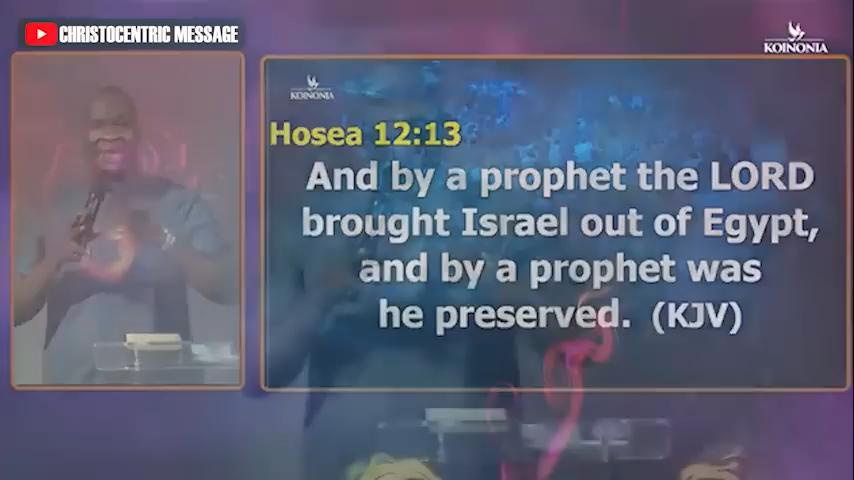 CHRISTOCENTRIC MESSAGE
KOINONIA
KOINONIA
Hosea 12:13
And by a prophet the LORD
brought Israel out of Egypt,
and by a prophet was
he preserved. (KJV)